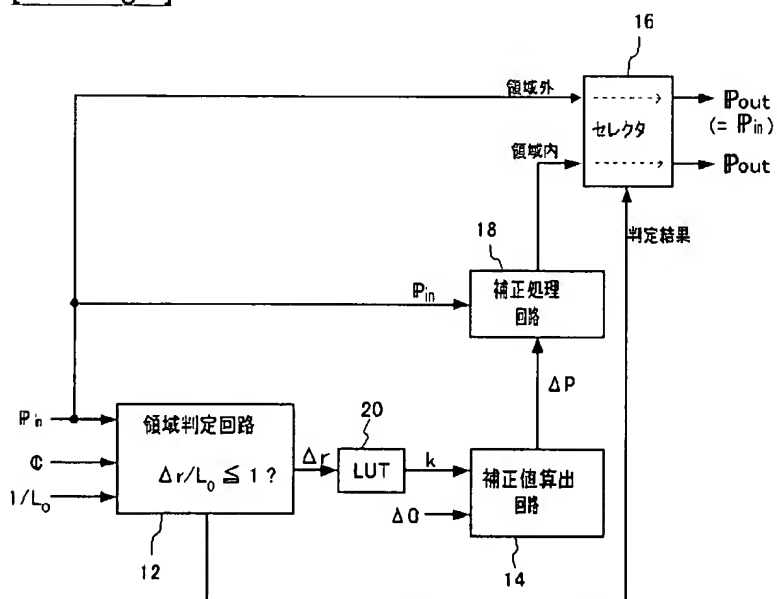 16
領域外
ℙout
(= ℙin)
セレクタ
領域内
ℙout
判定結果
18
ℙin
補正処理
回路
ΔP
ℙin
領域判定回路
20
Δr
LUT
k
補正値算出
回路
ℂ
Δr/L₀ ≦ 1 ?
1/L₀
ΔQ
12
14